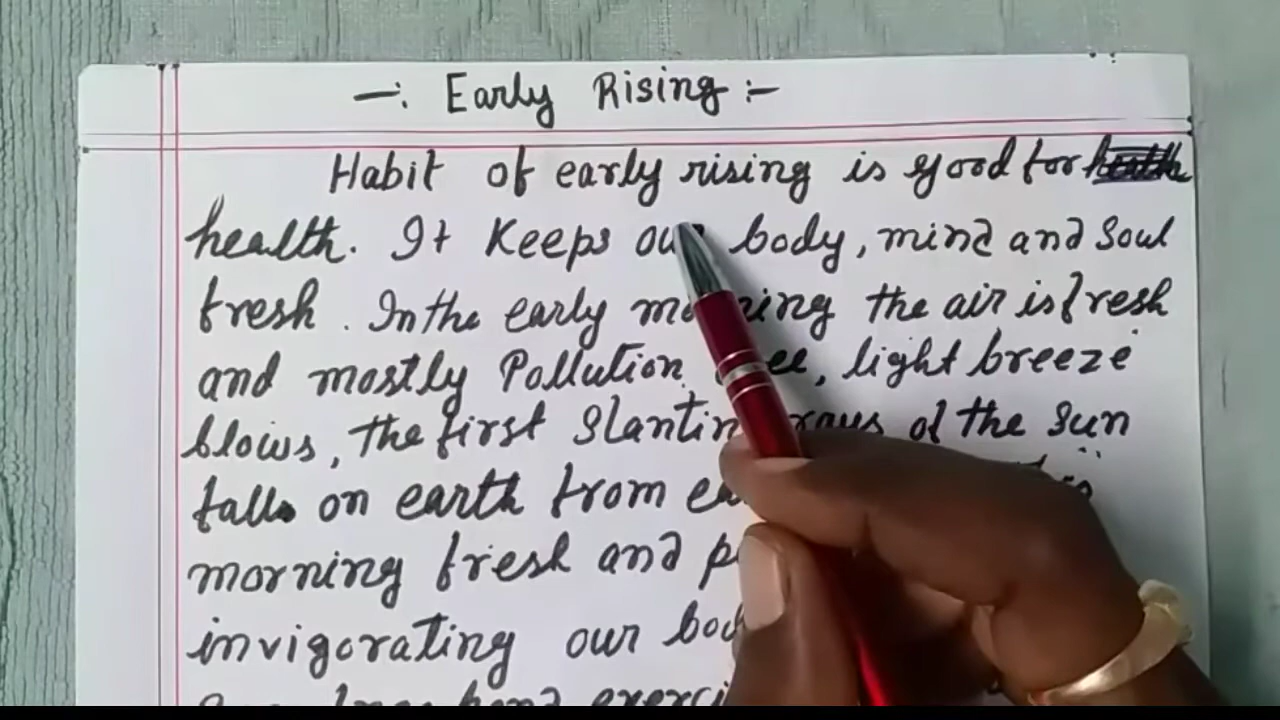 —: Early Rising :—
Habit of early rising is good for
health. It keeps our body, mind and Soul
fresh. In the early morning the air is fresh
and mostly Pollution free, light breeze
blows, the first Slanting rays of the Sun
falls on earth from
morning fresh and
invigorating our
hand